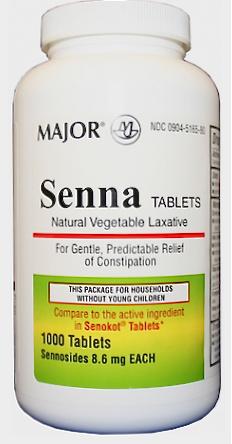 MAJOR®
NDC 0904-5165-80
Senna TABLETS
Natural Vegetable Laxative
For Gentle, Predictable Relief
of Constipation
THIS PACKAGE FOR HOUSEHOLDS
WITHOUT YOUNG CHILDREN
Compare to the active ingredient
in Senokot® Tablets*
1000 Tablets
Sennosides 8.6 mg EACH